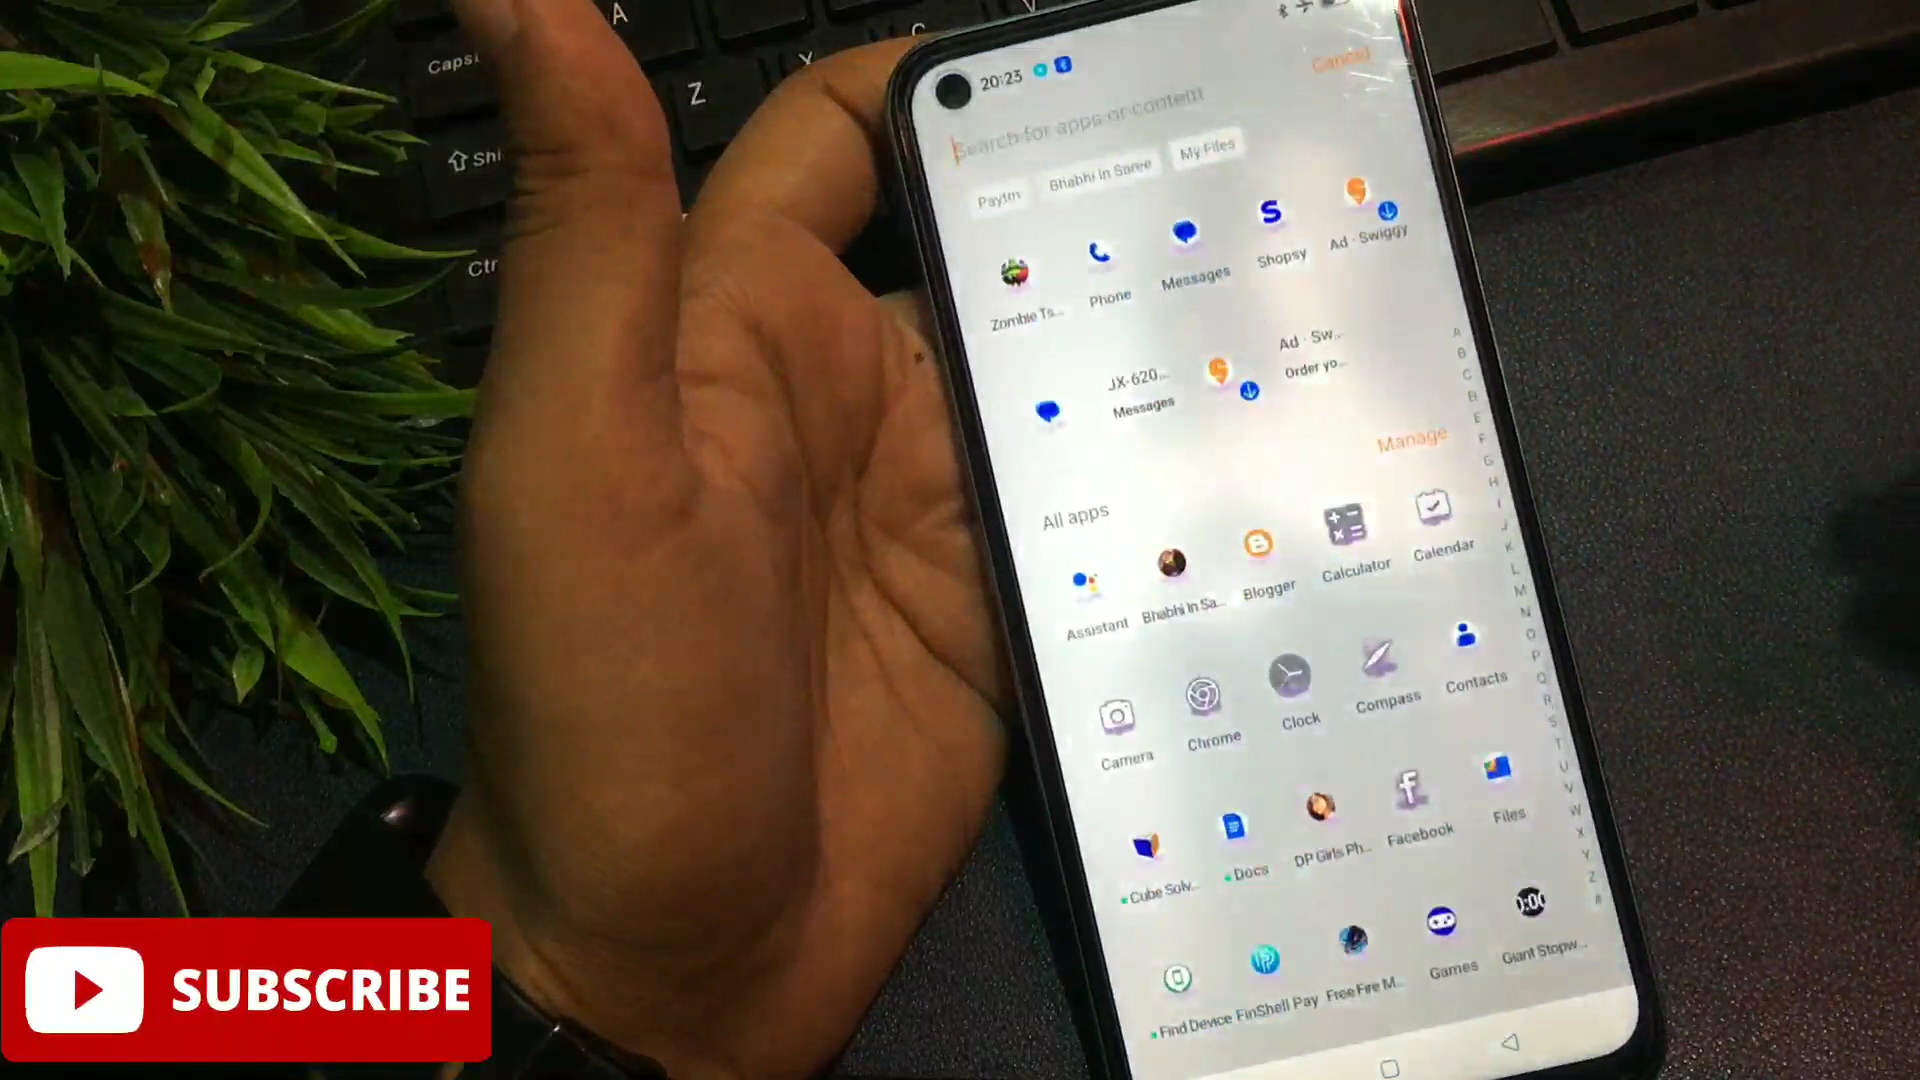 A
C
Caps
Z
X
Shi
Ctr
20:23
Cancel
Search for apps or content
Paytm
Bhabhi In Saree
My Files
Zombie Ts...
Phone
Messages
Shopsy
Ad · Swiggy
JX-620...
Messages
Ad · Sw...
Order yo...
Manage
All apps
Assistant
Bhabhi In Sa...
Blogger
Calculator
Calendar
Camera
Chrome
Clock
Compass
Contacts
Cube Solv...
Docs
DP Girls Ph...
Facebook
Files
Find Device
FinShell Pay
Free Fire M...
Games
Giant Stopw...
A
B
C
E
F
G
H
I
J
K
L
M
N
O
P
Q
R
S
T
U
V
W
X
Y
Z
#
SUBSCRIBE